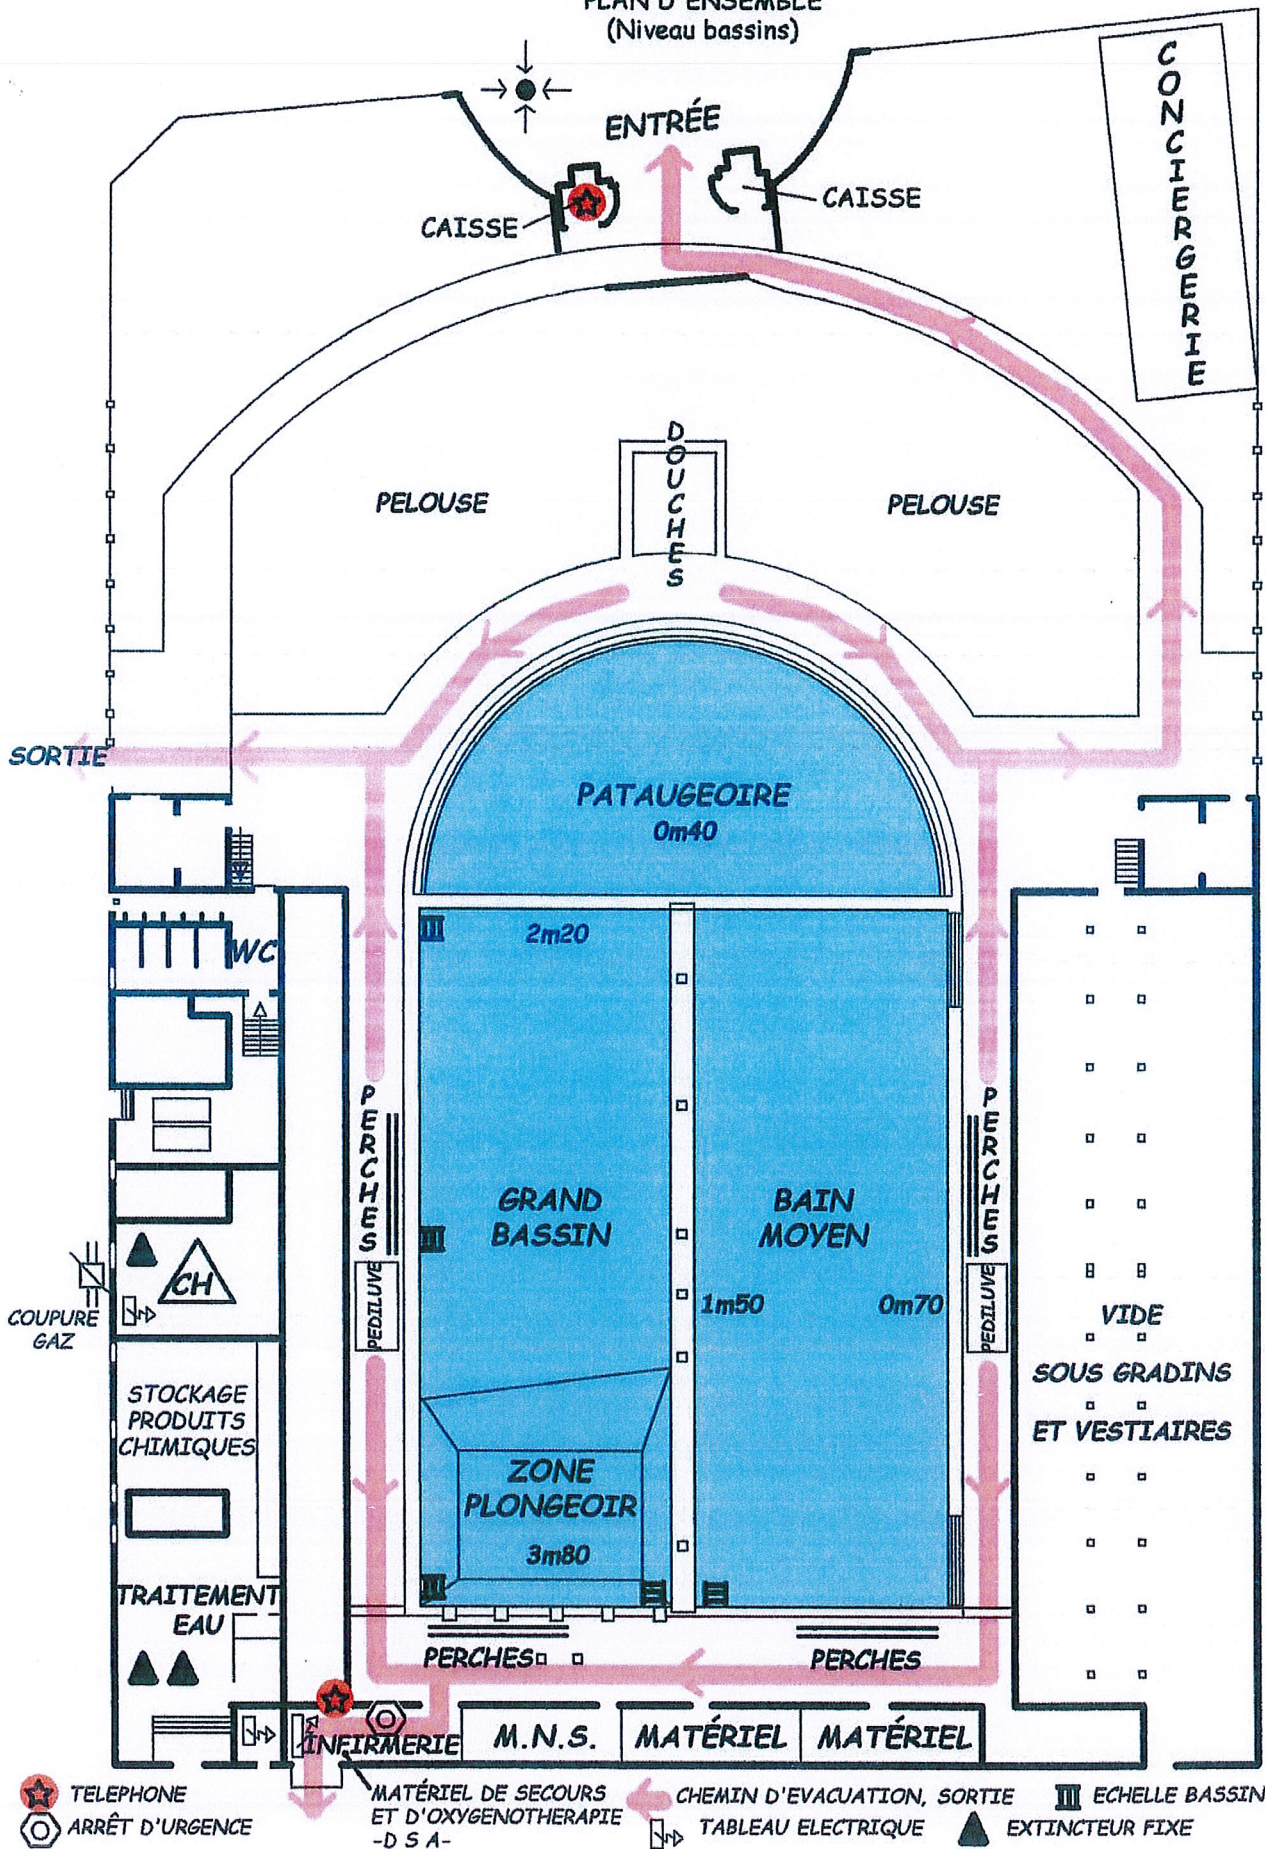 PLAN D'ENSEMBLE
(Niveau bassins)
ENTRÉE
CONCIERGERIE
CAISSE
CAISSE
DOUCHES
PELOUSE
PELOUSE
SORTIE
PATAUGEOIRE
0m40
WC
2m20
PERCHES
PERCHES
GRAND
BASSIN
BAIN
MOYEN
CH
PEDILUVE
PEDILUVE
1m50
0m70
COUPURE
GAZ
VIDE
SOUS GRADINS
ET VESTIAIRES
STOCKAGE
PRODUITS
CHIMIQUES
ZONE
PLONGEOIR
3m80
TRAITEMENT
EAU
PERCHES
PERCHES
INFIRMERIE
M.N.S.
MATÉRIEL
MATÉRIEL
TELEPHONE
ARRÊT D'URGENCE
MATÉRIEL DE SECOURS
ET D'OXYGENOTHERAPIE
-D S A-
CHEMIN D'EVACUATION, SORTIE
TABLEAU ELECTRIQUE
ECHELLE BASSIN
EXTINCTEUR FIXE